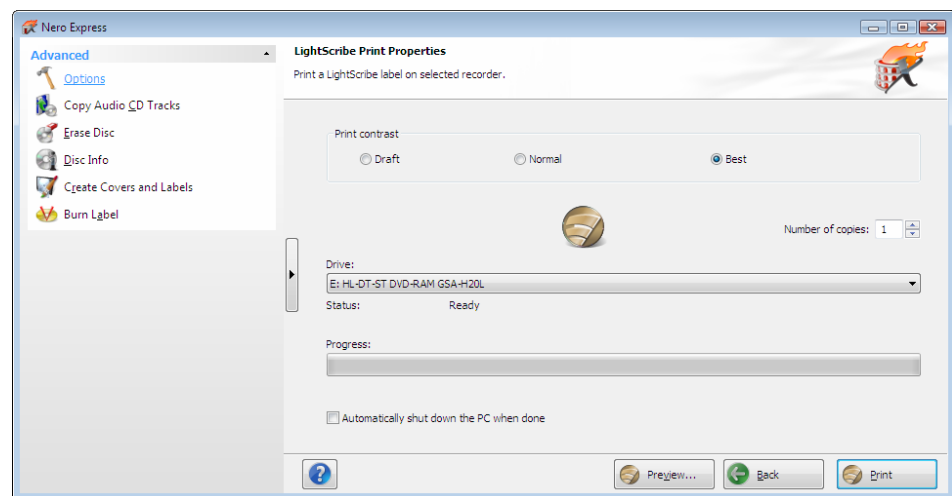 Nero Express
Advanced
Options
Copy Audio CD Tracks
Erase Disc
Disc Info
Create Covers and Labels
Burn Label
LightScribe Print Properties
Print a LightScribe label on selected recorder.
Print contrast
Draft Normal Best
Number of copies: 1
Drive:
E: HL-DT-ST DVD-RAM GSA-H20L
Status: Ready
Progress:
Automatically shut down the PC when done
? Preview... Back Print